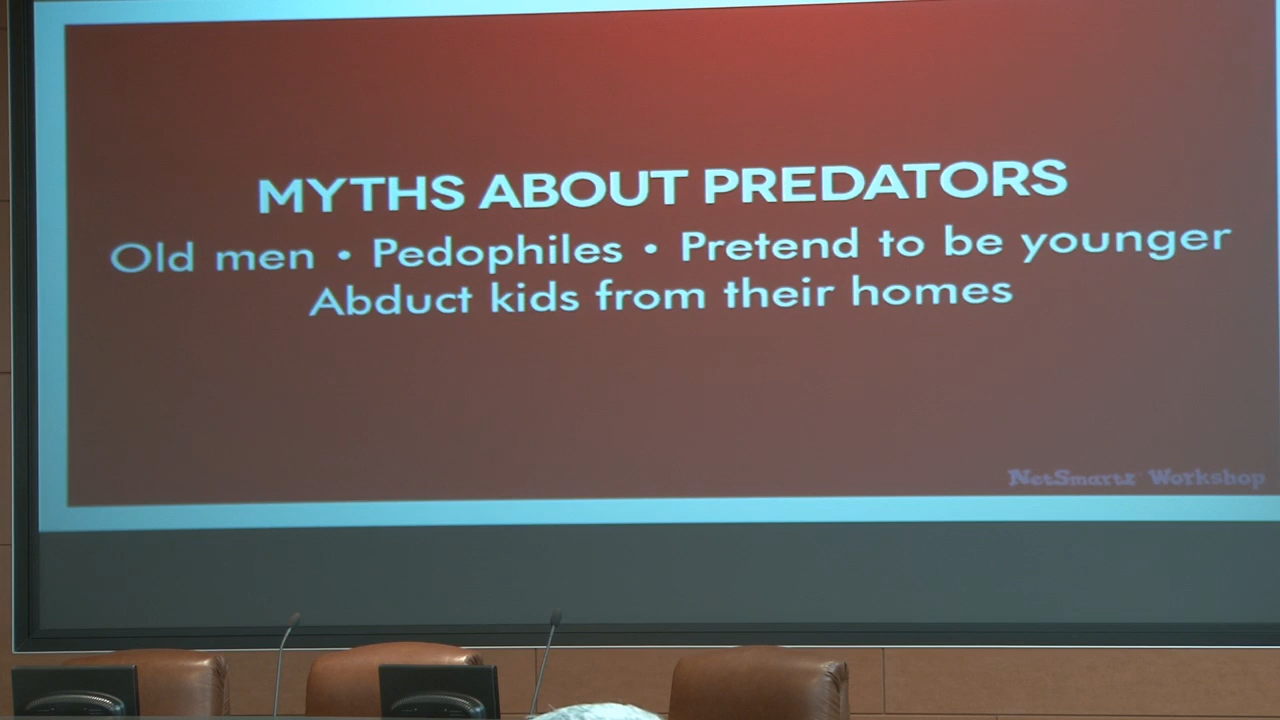 MYTHS ABOUT PREDATORS
Old men • Pedophiles • Pretend to be younger
Abduct kids from their homes
NetSmartz Workshop